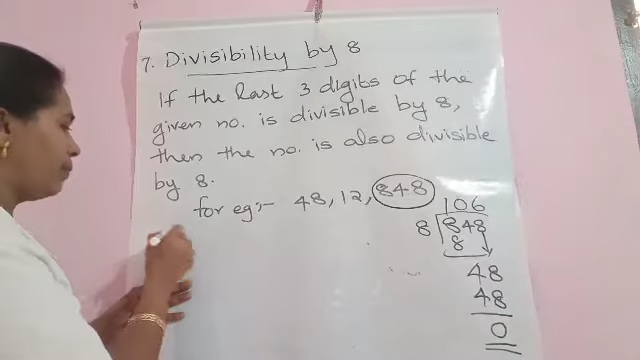 7. Divisibility by 8
If the last 3 digits of the
given no. is divisible by 8,
then the no. is also divisible
by 8.
for eg:- 48,12,848
106
8 848
8
48
48
0